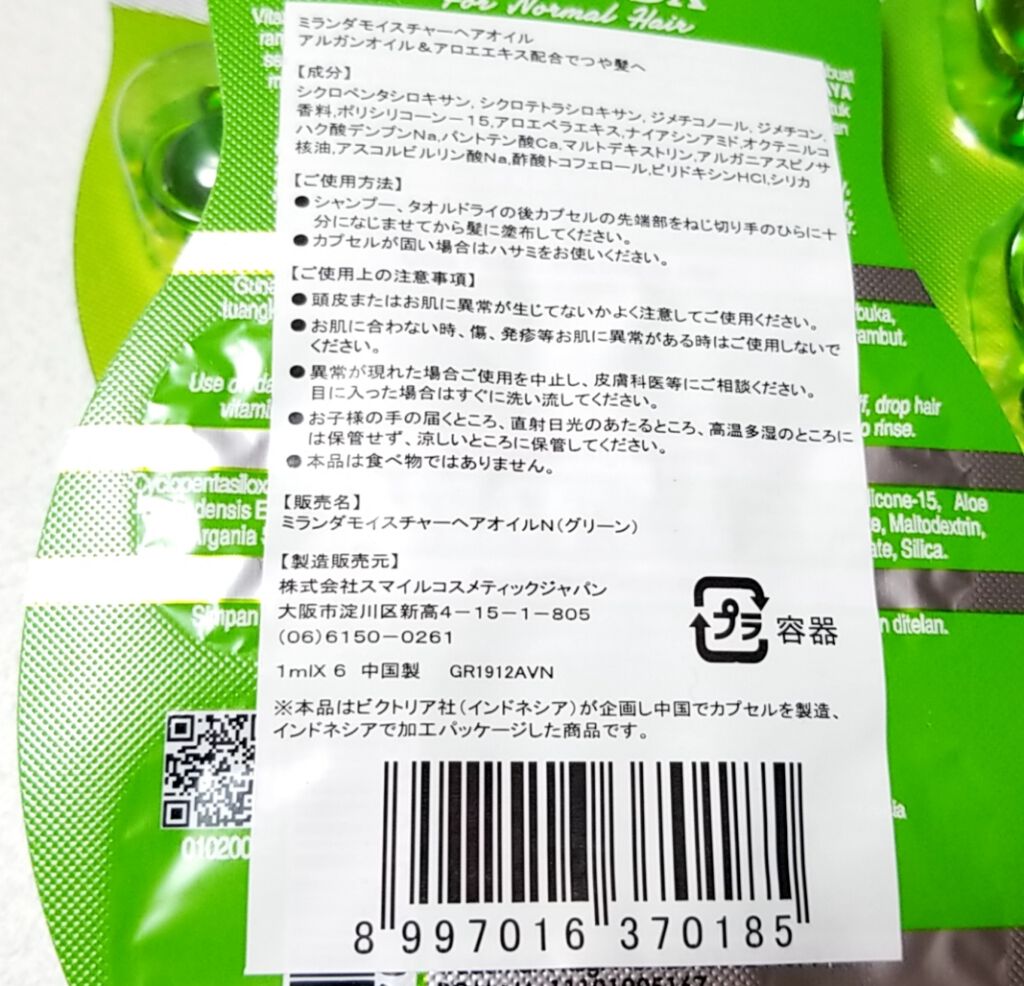 For Normal Hair
ミランダモイスチャーヘアオイル
アルガンオイル&アロエエキス配合でつや髪へ
【成分】
シクロペンタシロキサン, シクロテトラシロキサン, ジメチコノール, ジメチコン,
香料,ポリシリコーン－15,アロエベラエキス,ナイアシンアミド,オクテニルコ
ハク酸デンプンNa,パントテン酸Ca,マルトデキストリン,アルガニアスピノサ
核油,アスコルビルリン酸Na,酢酸トコフェロール,ピリドキシンHCl,シリカ
【ご使用方法】
●シャンプー、タオルドライの後カプセルの先端部をねじ切り手のひらに十
分になじませてから髪に塗布してください。
●カプセルが固い場合はハサミをお使いください。
【ご使用上の注意事項】
●頭皮またはお肌に異常が生じてないかよく注意してご使用ください。
●お肌に合わない時、傷、発疹等お肌に異常がある時はご使用しないで
ください。
●異常が現れた場合ご使用を中止し、皮膚科医等にご相談ください。
目に入った場合はすぐに洗い流してください。
●お子様の手の届くところ、直射日光のあたるところ、高温多湿のところに
は保管せず、涼しいところに保管してください。
●本品は食べ物ではありません。
【販売名】
ミランダモイスチャーヘアオイルN(グリーン)
【製造販売元】
株式会社スマイルコスメティックジャパン
大阪市淀川区新高4－15－1－805
(06)6150－0261
プラ 容器
1mlX 6 中国製 GR1912AVN
※本品はビクトリア社(インドネシア)が企画し中国でカプセルを製造、
インドネシアで加工パッケージした商品です。
8 997016 370185
Use
vitami
drop hair
rinse.
Cyclopentasilox
licone-15, Aloe
densis E
Maltodextrin,
Argania
Silica.
Simpan
ditelan.
010200